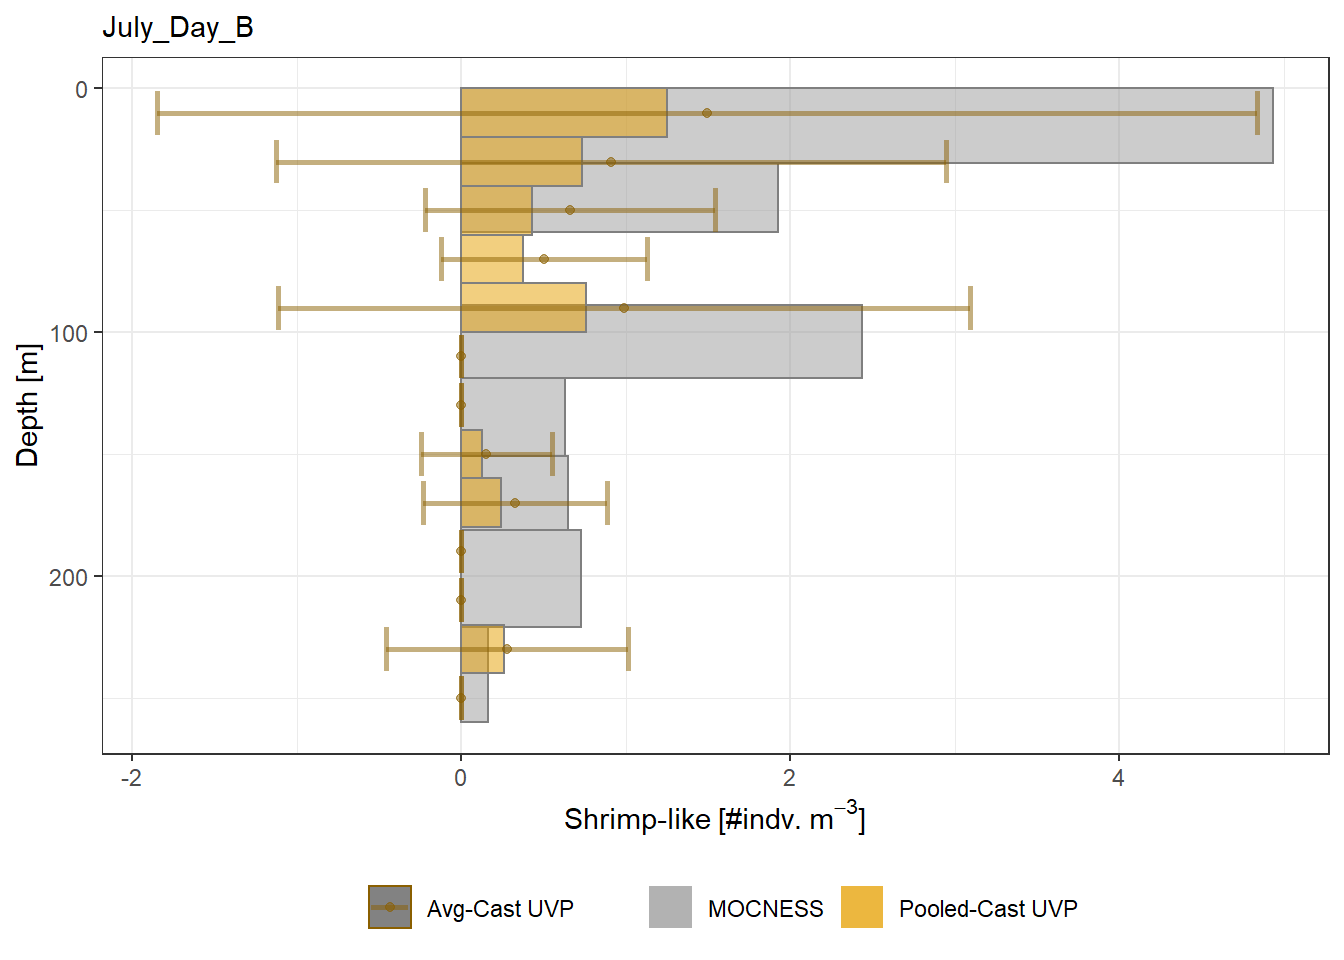 July_Day_B
0
100
200
Depth [m]
-2 0 2 4
Shrimp-like [#indv. m⁻³]
Avg-Cast UVP MOCNESS Pooled-Cast UVP